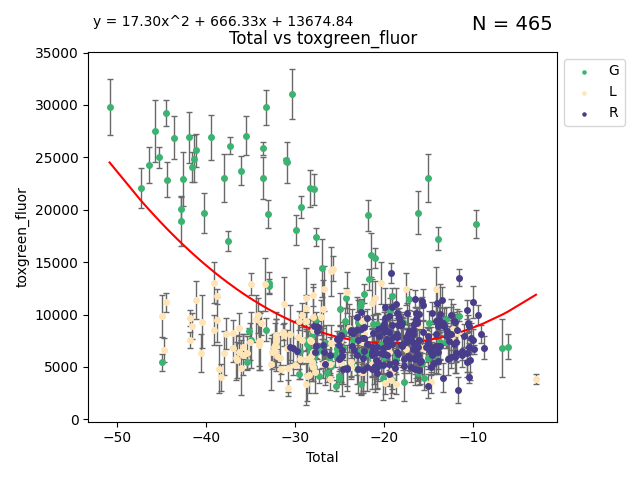 y = 17.30x^2 + 666.33x + 13674.84
N = 465
Total vs toxgreen_fluor
35000
30000
25000
20000
15000
10000
5000
0
toxgreen_fluor
−50
−40
−30
−20
−10
Total
G
L
R